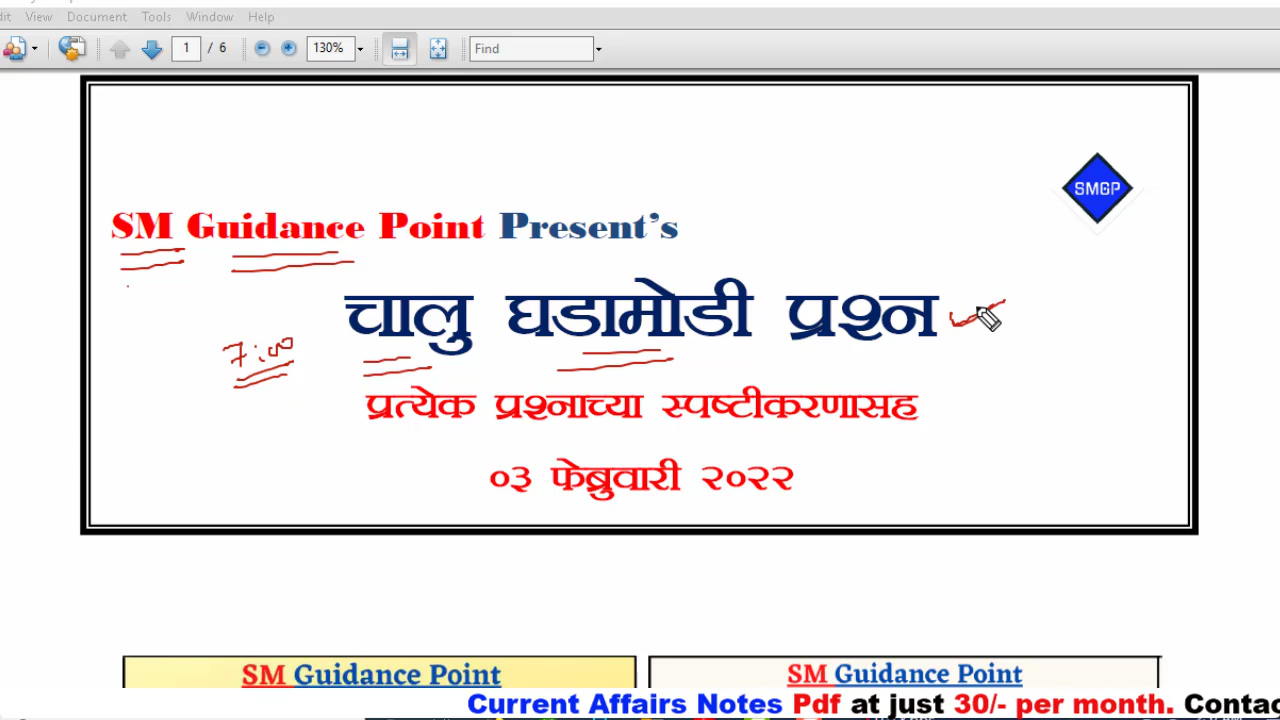 View Document Tools Window Help
1 / 6 130% Find
SMGP
SM Guidance Point Present's
चालु घडामोडी प्रश्न
7:00
प्रत्येक प्रश्नाच्या स्पष्टीकरणासह
०३ फेब्रुवारी २०२२
SM Guidance Point
SM Guidance Point
Current Affairs Notes Pdf at just 30/- per month.